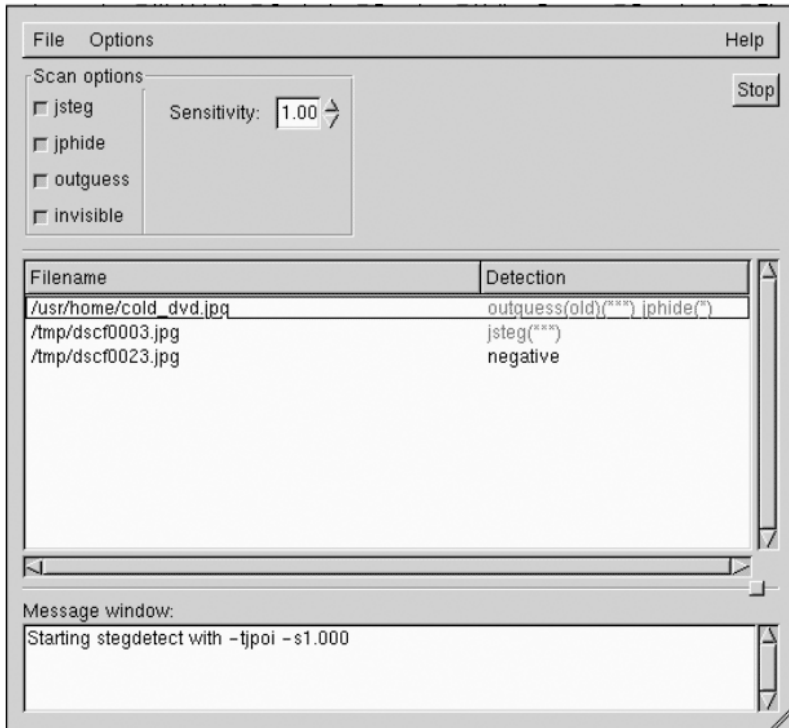 File Options Help
Scan options
Stop
jsteg
Sensitivity: 1.00
jphide
outguess
invisible
Filename Detection
/usr/home/cold_dvd.jpg outguess(old)(***) jphide(*)
/tmp/dscf0003.jpg jsteg(***)
/tmp/dscf0023.jpg negative
Message window:
Starting stegdetect with -tjpoi -s1.000